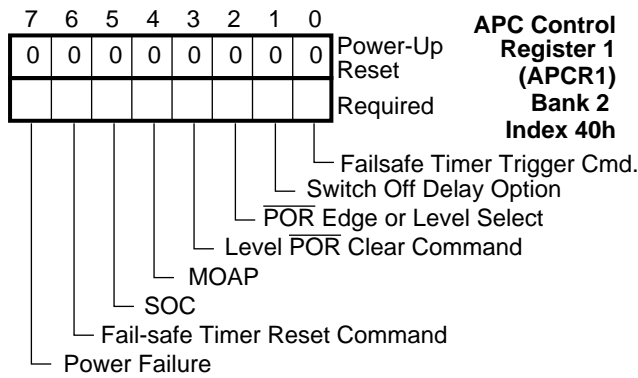 7 6 5 4 3 2 1 0
APC Control
Register 1
(APCR1)
Bank 2
Index 40h
0 0 0 0 0 0 0 0
Power-Up
Reset
Required
Failsafe Timer Trigger Cmd.
Switch Off Delay Option
P̅O̅R̅ Edge or Level Select
Level P̅O̅R̅ Clear Command
MOAP
SOC
Fail-safe Timer Reset Command
Power Failure